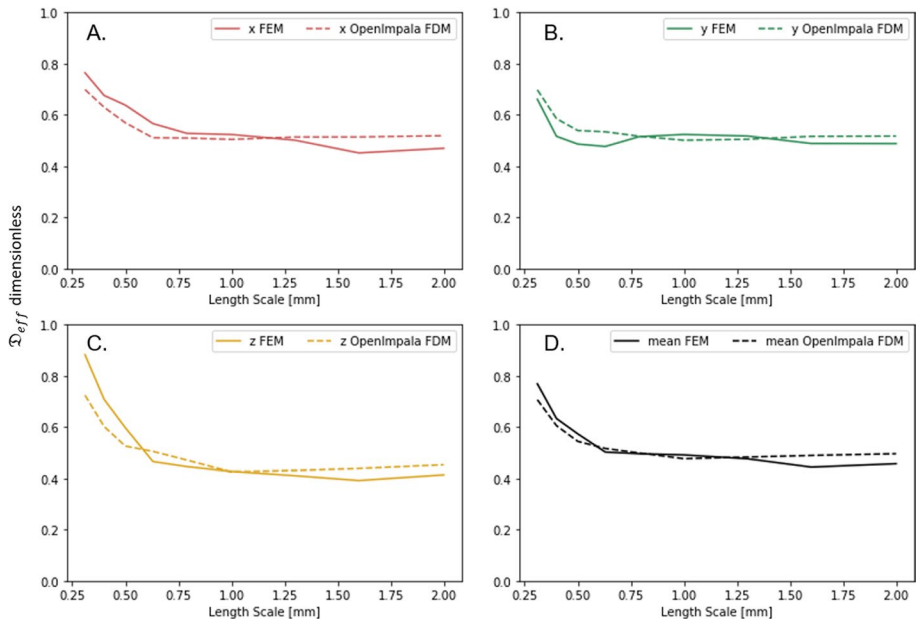 A.
x FEM x OpenImpala FDM
1.0
0.8
0.6
0.4
0.2
0.0
0.25 0.50 0.75 1.00 1.25 1.50 1.75 2.00
Length Scale [mm]
B.
y FEM y OpenImpala FDM
1.0
0.8
0.6
0.4
0.2
0.0
0.25 0.50 0.75 1.00 1.25 1.50 1.75 2.00
Length Scale [mm]
𝔇eff dimensionless
C.
z FEM z OpenImpala FDM
1.0
0.8
0.6
0.4
0.2
0.0
0.25 0.50 0.75 1.00 1.25 1.50 1.75 2.00
Length Scale [mm]
D.
mean FEM mean OpenImpala FDM
1.0
0.8
0.6
0.4
0.2
0.0
0.25 0.50 0.75 1.00 1.25 1.50 1.75 2.00
Length Scale [mm]